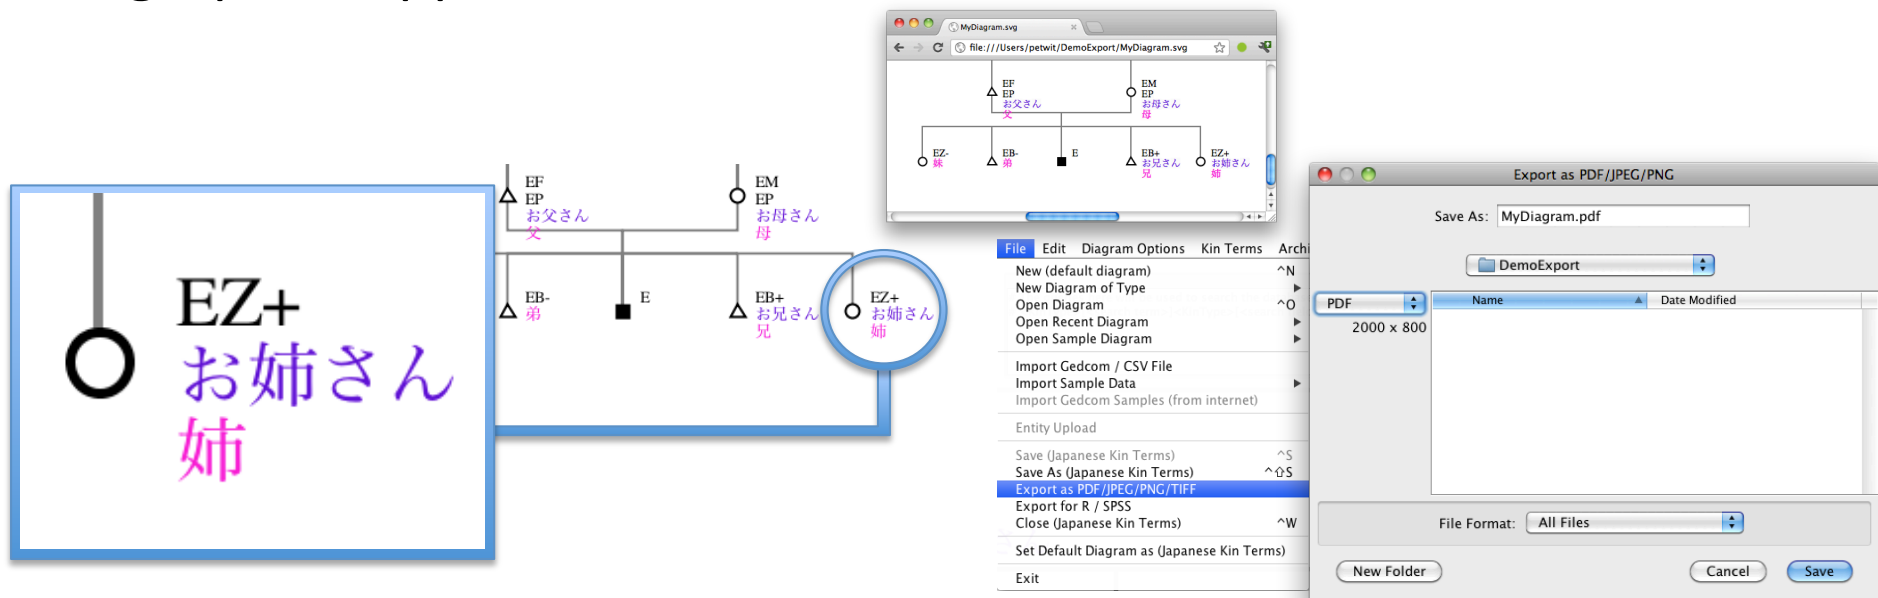 EZ+
お姉さん
姉
EF
EP
お父さん
父
EM
EP
お母さん
母
EB-
弟
E
EB+
お兄さん
兄
EZ+
お姉さん
姉
MyDiagram.svg
file:///Users/petwit/DemoExport/MyDiagram.svg
EF
EP
お父さん
父
EM
EP
お母さん
母
EZ-
妹
EB-
弟
E
EB+
お兄さん
兄
EZ+
お姉さん
姉
File Edit Diagram Options Kin Terms Archi
New (default diagram) ^N
New Diagram of Type
Open Diagram ^O
Open Recent Diagram
Open Sample Diagram
Import Gedcom / CSV File
Import Sample Data
Import Gedcom Samples (from internet)
Entity Upload
Save (Japanese Kin Terms) ^S
Save As (Japanese Kin Terms) ^⇧S
Export as PDF/JPEG/PNG/TIFF
Export for R / SPSS
Close (Japanese Kin Terms) ^W
Set Default Diagram as (Japanese Kin Terms)
Exit
Export as PDF/JPEG/PNG
Save As: MyDiagram.pdf
DemoExport
PDF
2000 x 800
Name Date Modified
File Format: All Files
New Folder Cancel Save